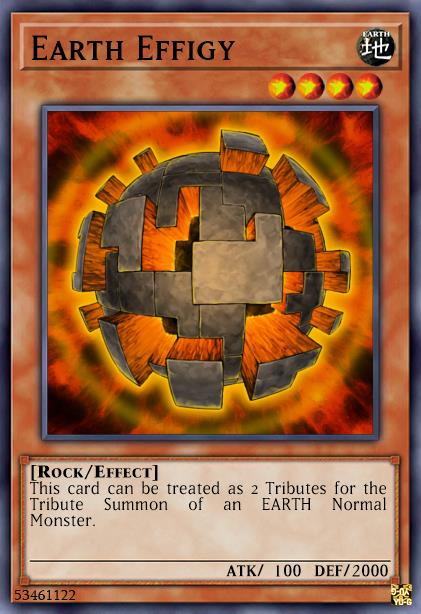 Earth Effigy
EARTH
地
[Rock/Effect]
This card can be treated as 2 Tributes for the
Tribute Summon of an EARTH Normal
Monster.
ATK/ 100 DEF/2000
53461122